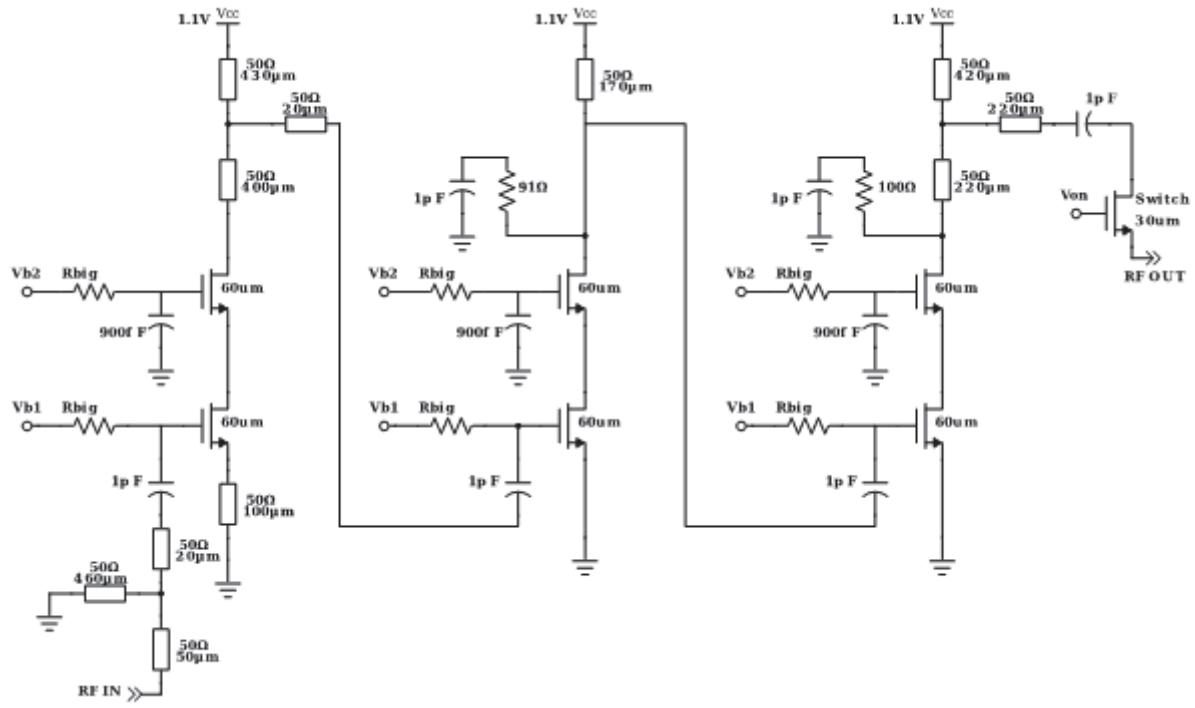 1.1V Vcc
50Ω
430µm
50Ω
20µm
50Ω
400µm
Vb2 Rbig
60um
900f F
Vb1 Rbig
60um
1p F
50Ω
100µm
50Ω
20µm
50Ω
460µm
50Ω
50µm
RF IN
1.1V Vcc
50Ω
170µm
1p F
91Ω
Vb2 Rbig
60um
900f F
Vb1 Rbig
60um
1p F
1.1V Vcc
50Ω
420µm
50Ω
220µm
1p F
1p F
100Ω
50Ω
220µm
Von
Switch
30um
RF OUT
Vb2 Rbig
60um
900f F
Vb1 Rbig
60um
1p F